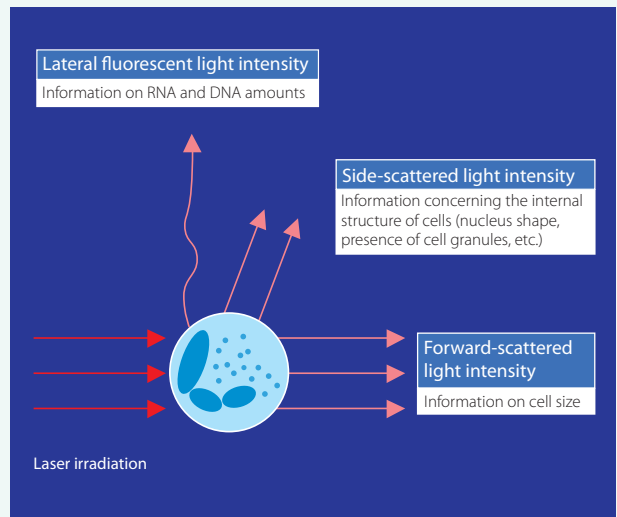 Lateral fluorescent light intensity
Information on RNA and DNA amounts
Side-scattered light intensity
Information concerning the internal
structure of cells (nucleus shape,
presence of cell granules, etc.)
Forward-scattered
light intensity
Information on cell size
Laser irradiation